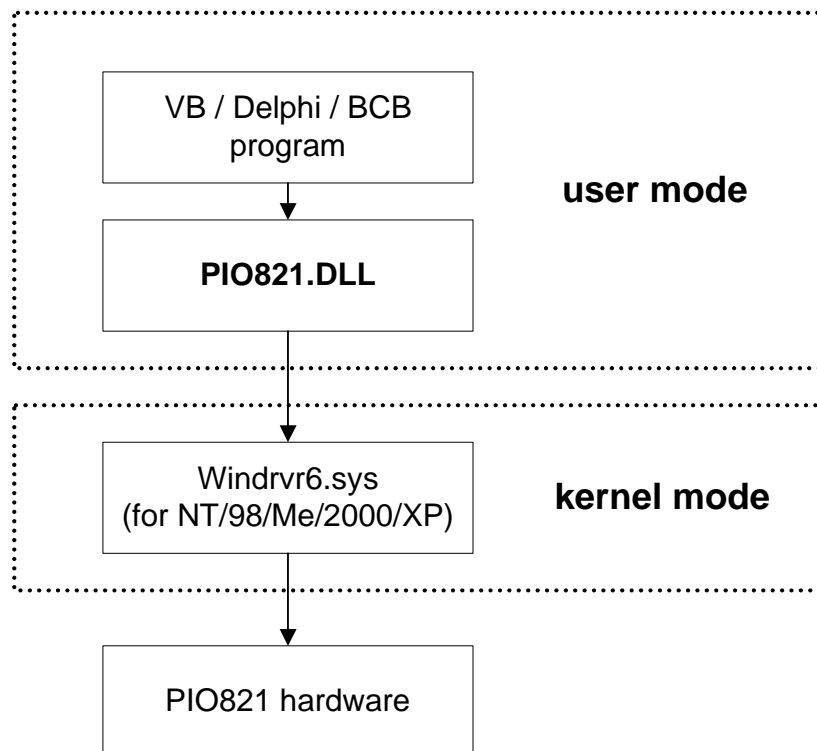 VB / Delphi / BCB
program
user mode
PIO821.DLL
Windrvr6.sys
(for NT/98/Me/2000/XP)
kernel mode
PIO821 hardware